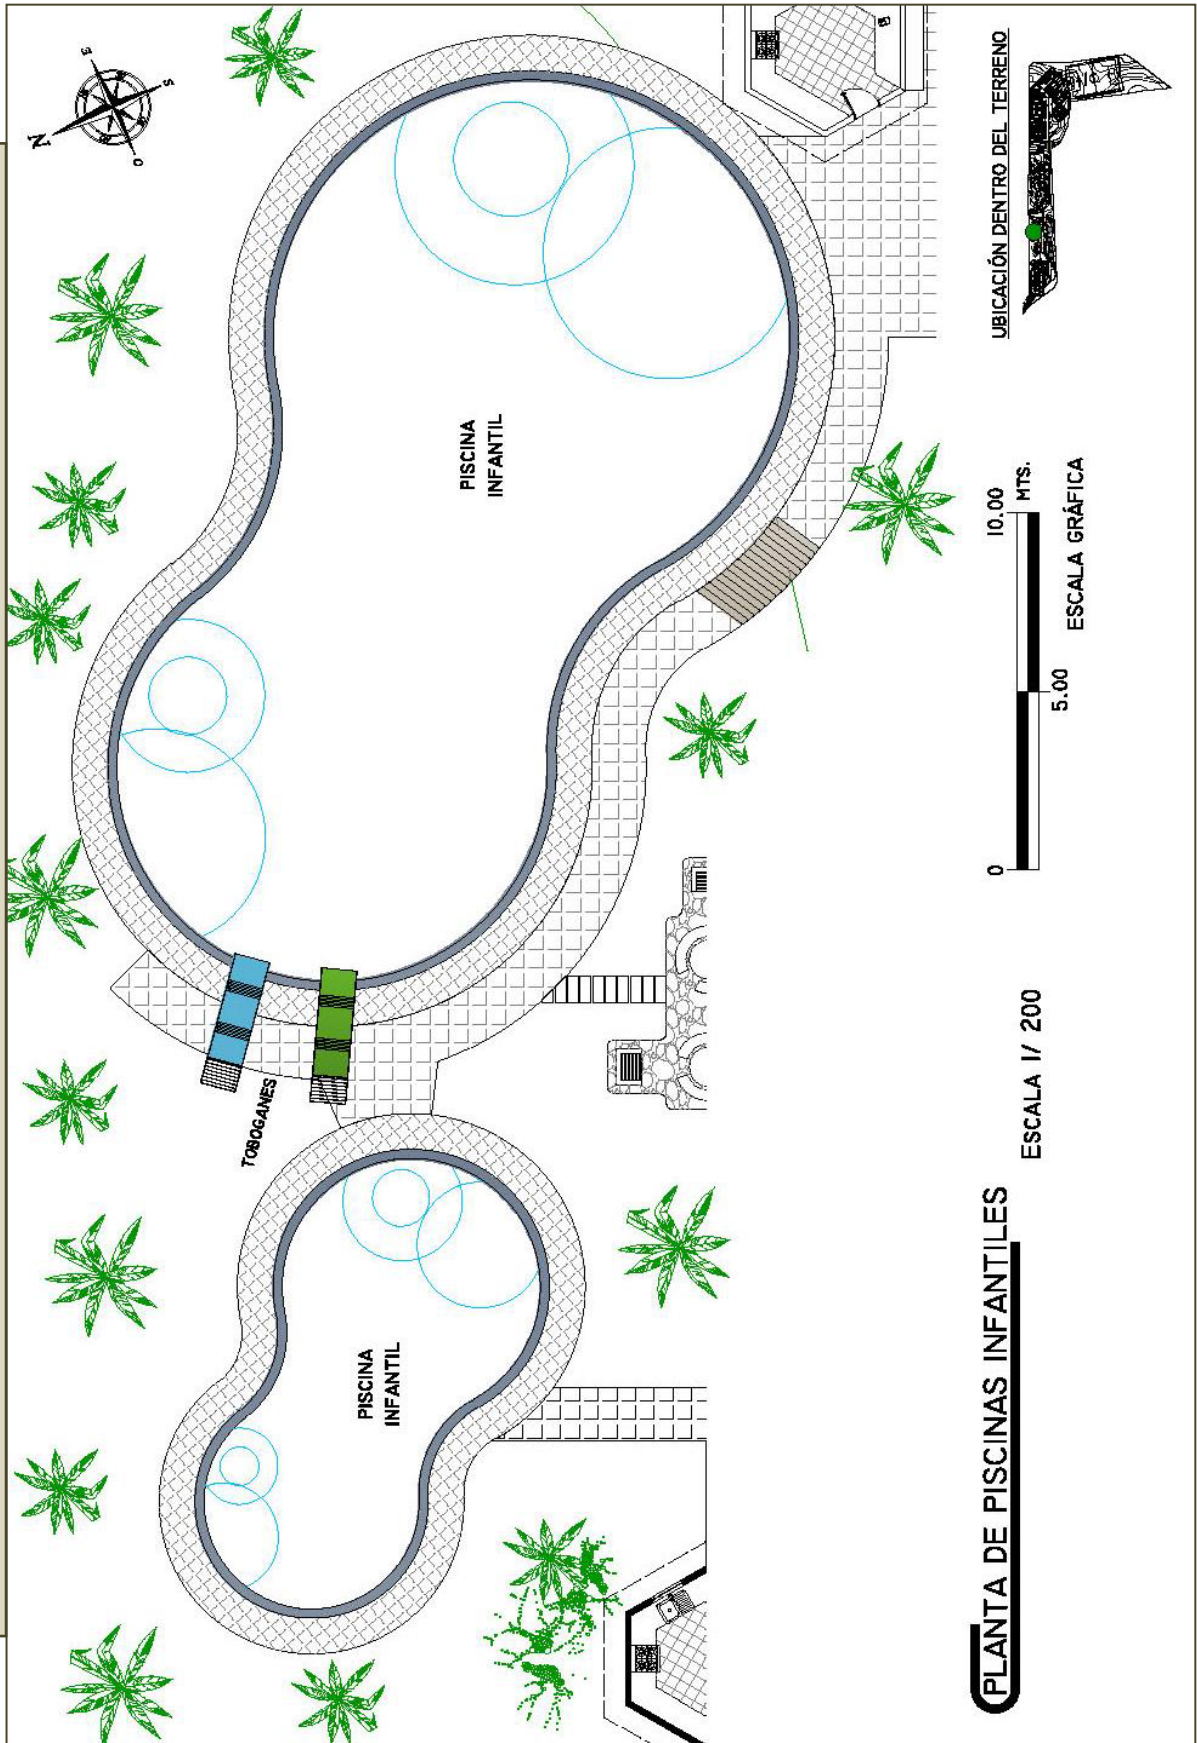 N
E
S
O
PISCINA
INFANTIL
TOBOGANES
PISCINA
INFANTIL
UBICACIÓN DENTRO DEL TERRENO
0
5.00
10.00
MTS.
ESCALA GRÁFICA
PLANTA DE PISCINAS INFANTILES
ESCALA 1/ 200